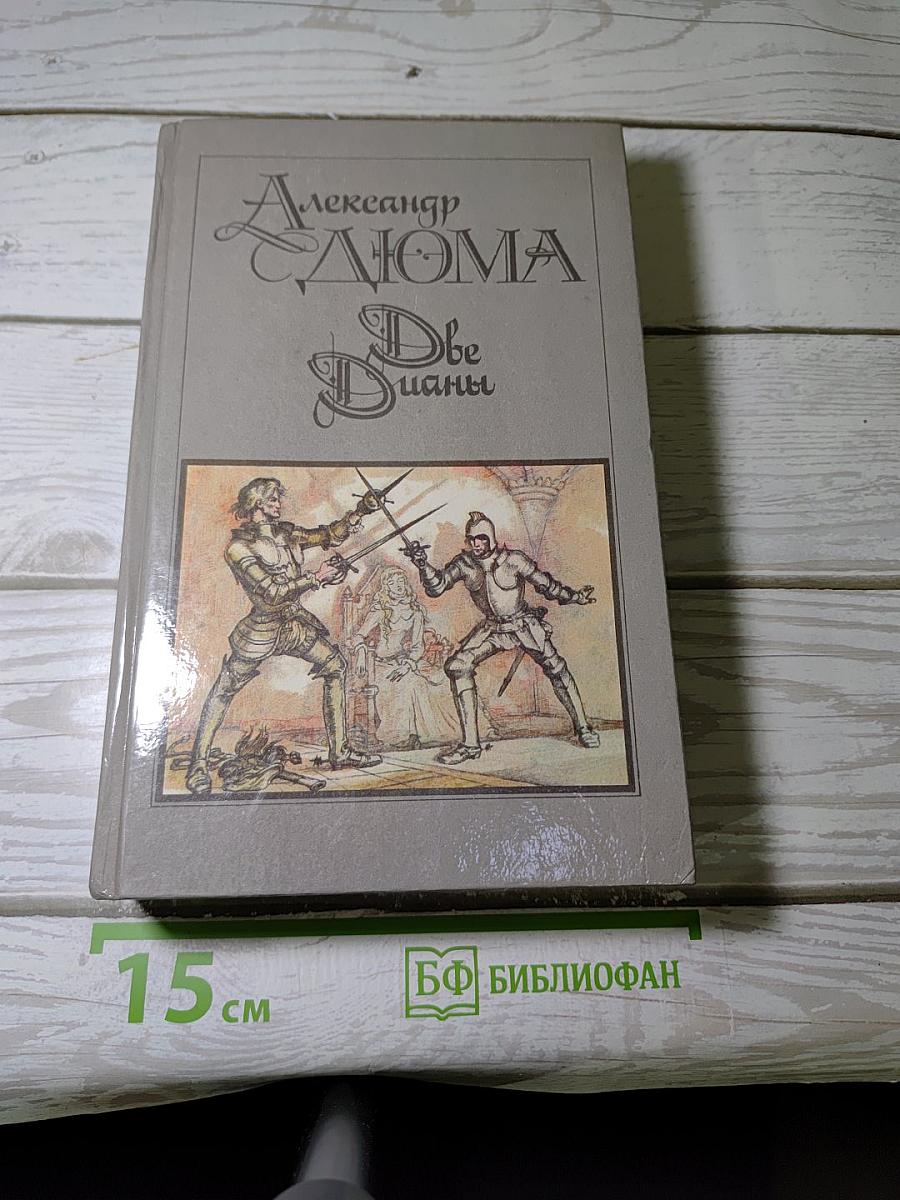 Александр
ДЮМА
Две
Дианы
15 см
БФ БИБЛИОФАН